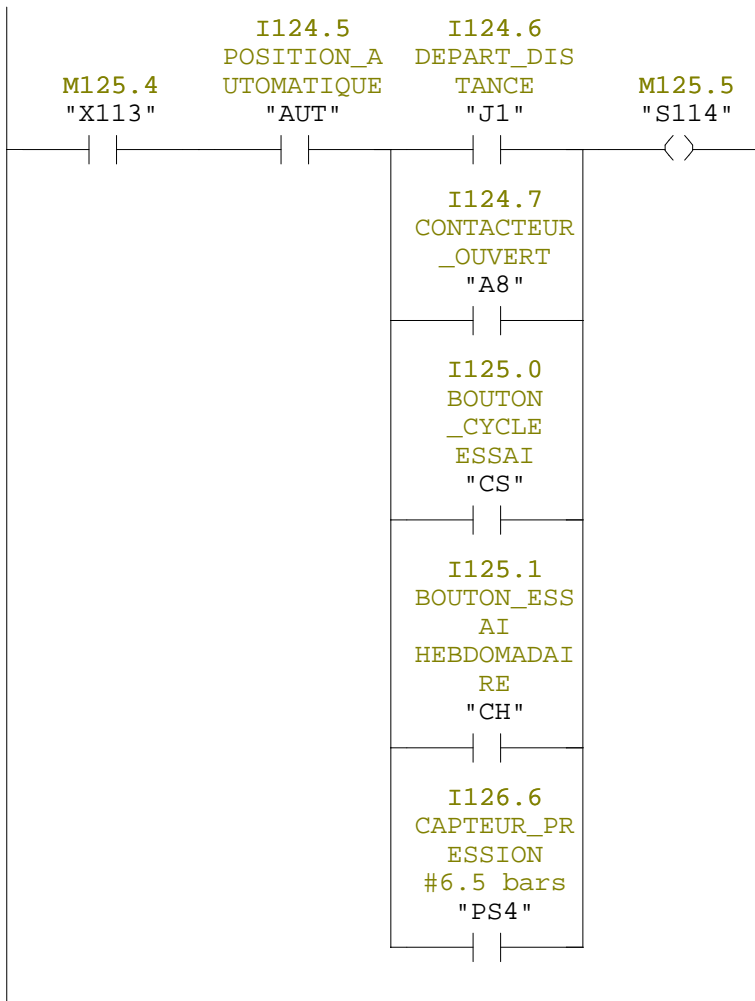 I124.5 I124.6
POSITION_A DEPART_DIS
M125.4 UTOMATIQUE TANCE M125.5
"X113" "AUT" "J1" "S114"
I124.7
CONTACTEUR
_OUVERT
"A8"
I125.0
BOUTON
_CYCLE
ESSAI
"CS"
I125.1
BOUTON_ESS
AI
HEBDOMADAI
RE
"CH"
I126.6
CAPTEUR_PR
ESSION
#6.5 bars
"PS4"